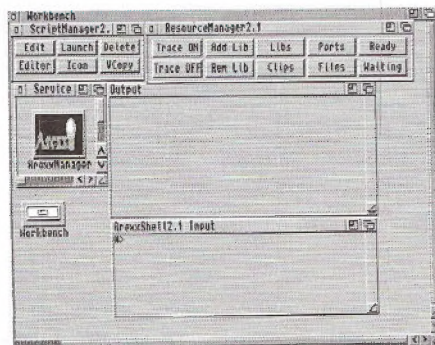 Workbench
ScriptManager2.
ResourceManager2.1
Edit Launch Delete
Editor Icon VCopy
Trace ON Add Lib Libs Ports Ready
Trace OFF Rem Lib Clips Files Waiting
Service
Output
Arexx
ArexxManager
Workbench
ArexxShell2.1 Input